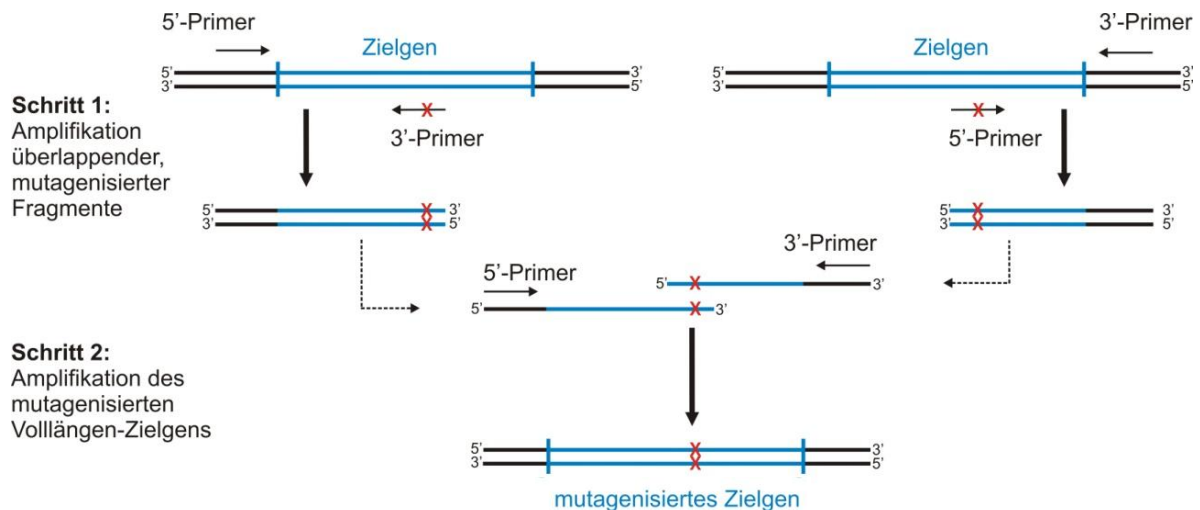 5’-Primer
Zielgen
5’
3’
3’
5’
3’-Primer
Zielgen
3’-Primer
5’
3’
3’
5’
5’-Primer
Schritt 1:
Amplifikation
überlappender,
mutagenisierter
Fragmente
X
X
5’
3’
X
X
3’
5’
5’
3’
X
X
3’
5’
5’-Primer
3’-Primer
5’
X
3’
5’
X
3’
Schritt 2:
Amplifikation des
mutagenisierten
Volllängen-Zielgens
5’
3’
X
X
3’
5’
mutagenisiertes Zielgen